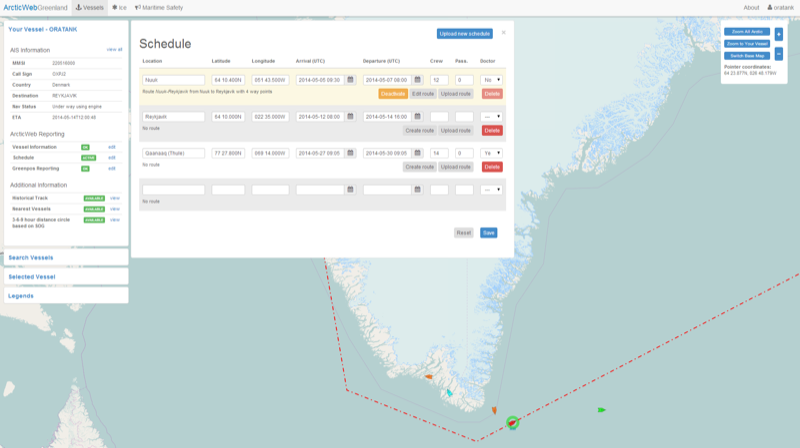 ArcticWebGreenland Vessels Ice Maritime Safety About oratank
Your Vessel - ORATANK
AIS Information view all
MMSI 220516000
Call Sign OVIU2
Country Denmark
Destination REYKJAVIK
Nav Status Under way using engine
ETA 2014-05-14T12:00:48
ArcticWeb Reporting
Vessel Information OK edit
Schedule ACTIVE edit
Greenpos Reporting OK edit
Additional Information
Historical Track AVAILABLE view
Nearest Vessels AVAILABLE view
3-6-9 hour distance circle AVAILABLE view
based on SOG
Search Vessels
Selected Vessel
Legends
Upload new schedule ×
Schedule
Location Latitude Longitude Arrival (UTC) Departure (UTC) Crew Pass. Doctor
Nuuk 64 10.400N 051 43.500W 2014-05-05 09:30 2014-05-07 09:00 12 0 No
Route Nuuk-Reykjavik from Nuuk to Reykjavik with 4 way points
Deactivate Edit route Upload route Delete
Reykjavik 64 10.000N 022 35.000W 2014-05-12 08:00 2014-05-14 16:00 ---
No route
Create route Upload route Delete
Qaanaaq (Thule) 77 27.800N 069 14.000W 2014-05-27 09:05 2014-05-30 09:05 14 0 Ye
No route
Create route Upload route Delete
---
No route
Reset Save
Zoom All Arctic +
Zoom to Your Vessel
Switch Base Map −
Pointer coordinates: